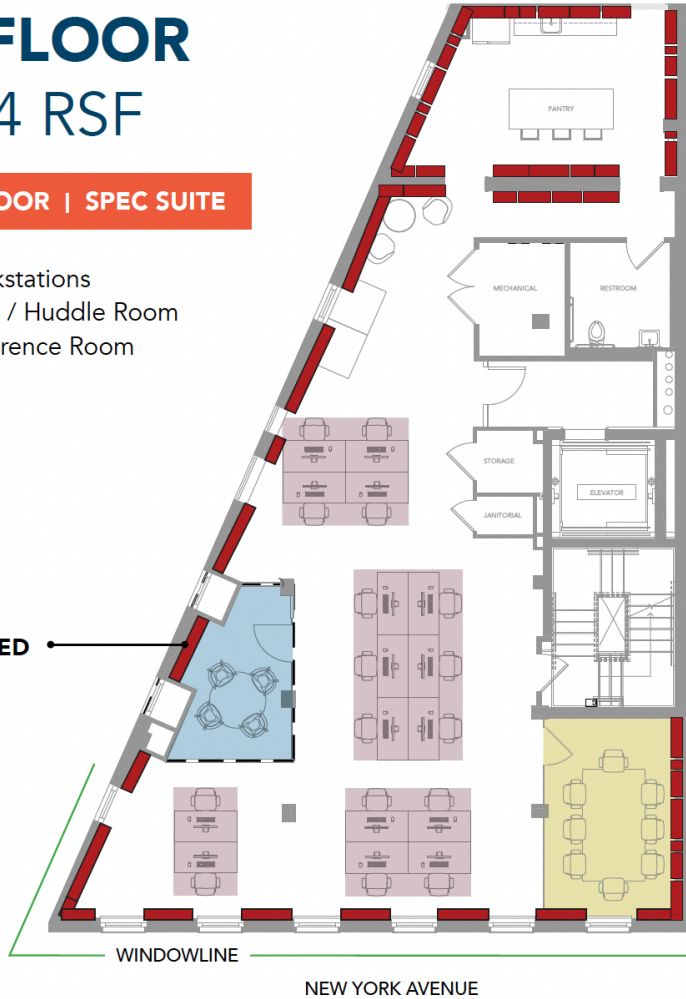 FLOOR
4 RSF
OOR | SPEC SUITE
kstations
/ Huddle Room
rence Room
PANTRY
MECHANICAL
RESTROOM
STORAGE
ELEVATOR
JANITORIAL
ED
WINDOWLINE
NEW YORK AVENUE